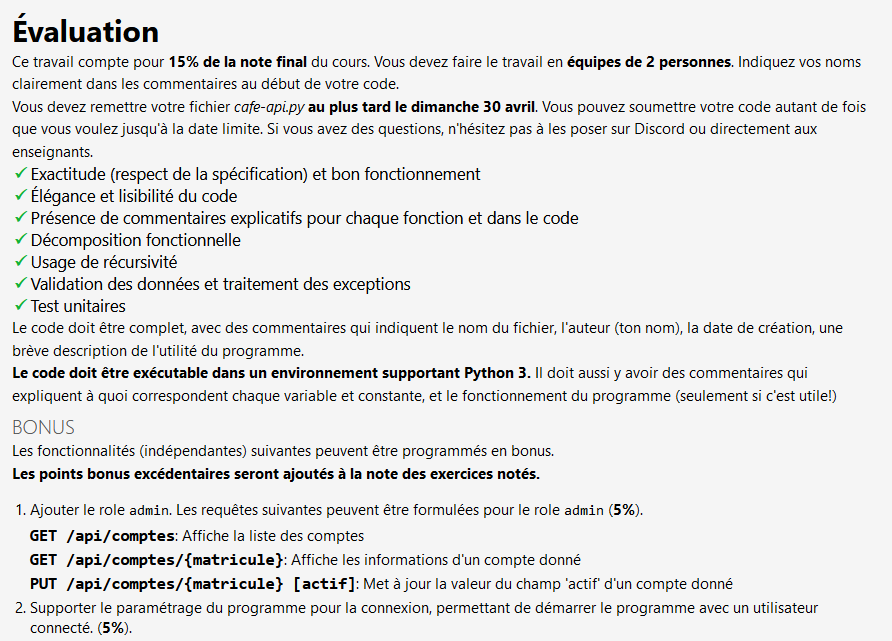 Évaluation
Ce travail compte pour 15% de la note final du cours. Vous devez faire le travail en équipes de 2 personnes. Indiquez vos noms
clairement dans les commentaires au début de votre code.
Vous devez remettre votre fichier cafe-api.py au plus tard le dimanche 30 avril. Vous pouvez soumettre votre code autant de fois
que vous voulez jusqu'à la date limite. Si vous avez des questions, n'hésitez pas à les poser sur Discord ou directement aux
enseignants.
✓ Exactitude (respect de la spécification) et bon fonctionnement
✓ Élégance et lisibilité du code
✓ Présence de commentaires explicatifs pour chaque fonction et dans le code
✓ Décomposition fonctionnelle
✓ Usage de récursivité
✓ Validation des données et traitement des exceptions
✓ Test unitaires
Le code doit être complet, avec des commentaires qui indiquent le nom du fichier, l'auteur (ton nom), la date de création, une
brève description de l'utilité du programme.
Le code doit être exécutable dans un environnement supportant Python 3. Il doit aussi y avoir des commentaires qui
expliquent à quoi correspondent chaque variable et constante, et le fonctionnement du programme (seulement si c'est utile!)
BONUS
Les fonctionnalités (indépendantes) suivantes peuvent être programmés en bonus.
Les points bonus excédentaires seront ajoutés à la note des exercices notés.
1. Ajouter le role admin. Les requêtes suivantes peuvent être formulées pour le role admin (5%).
GET /api/comptes: Affiche la liste des comptes
GET /api/comptes/{matricule}: Affiche les informations d'un compte donné
PUT /api/comptes/{matricule} [actif]: Met à jour la valeur du champ 'actif' d'un compte donné
2. Supporter le paramétrage du programme pour la connexion, permettant de démarrer le programme avec un utilisateur
connecté. (5%).